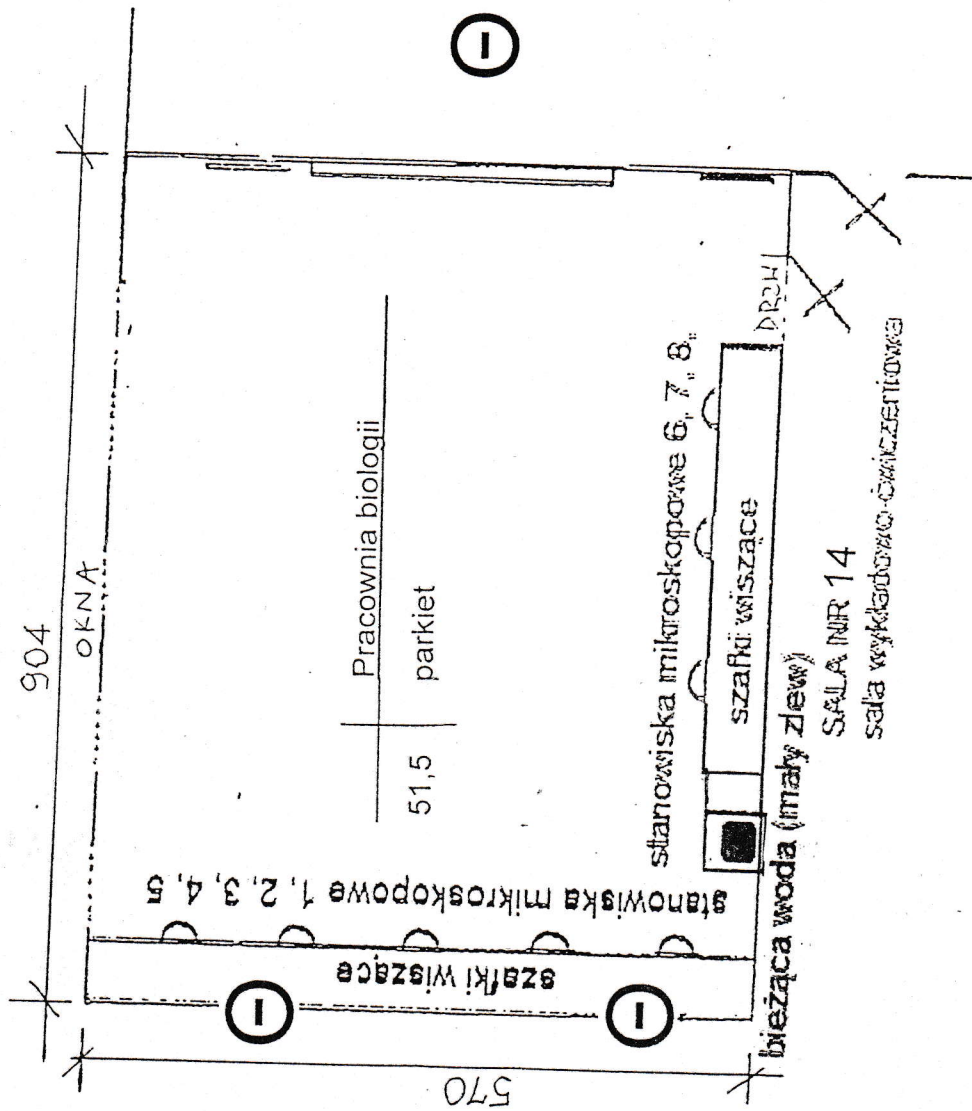 904
OKNA
I
Pracownia biologii
51,5 parkiet
stanowiska mikroskopowe 1, 2, 3, 4, 5
szafki wiszące
I
I
570
stanowiska mikroskopowe 6, 7, 8,
szafki wiszące
DRZWI
bieżąca woda (mały zlew)
SALA NR 14
sala wykładowo-ćwiczeniowa